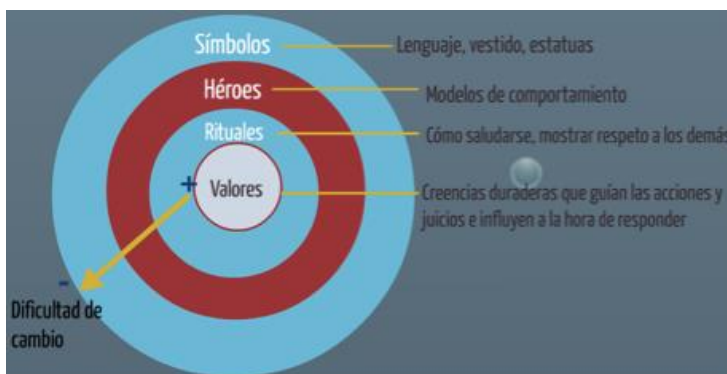 Símbolos
Lenguaje, vestido, estatuas
Héroes
Modelos de comportamiento
Rituales
Cómo saludarse, mostrar respeto a los demás
+
Valores
Creencias duraderas que guían las acciones y
juicios e influyen a la hora de responder
-
Dificultad de
cambio